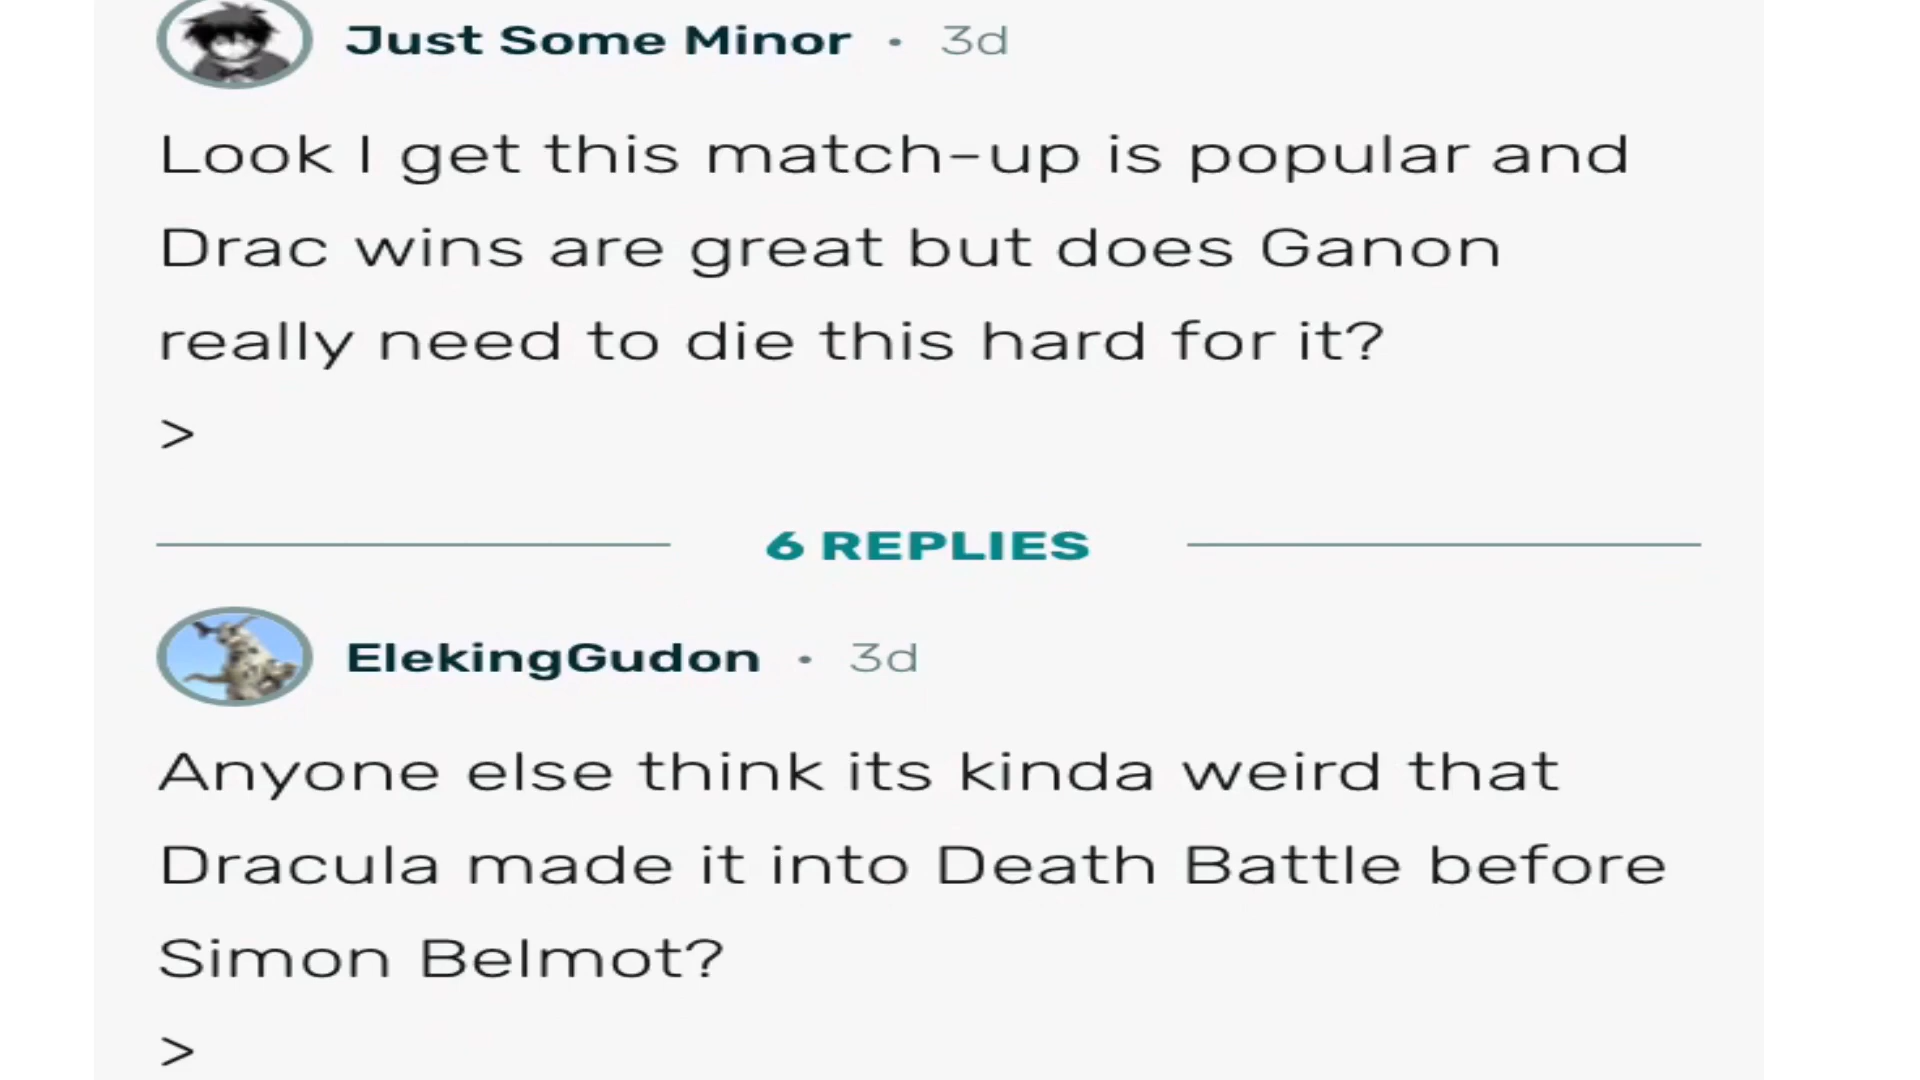 Just Some Minor • 3d
Look I get this match-up is popular and
Drac wins are great but does Ganon
really need to die this hard for it?
>
6 REPLIES
ElekingGudon • 3d
Anyone else think its kinda weird that
Dracula made it into Death Battle before
Simon Belmot?
>